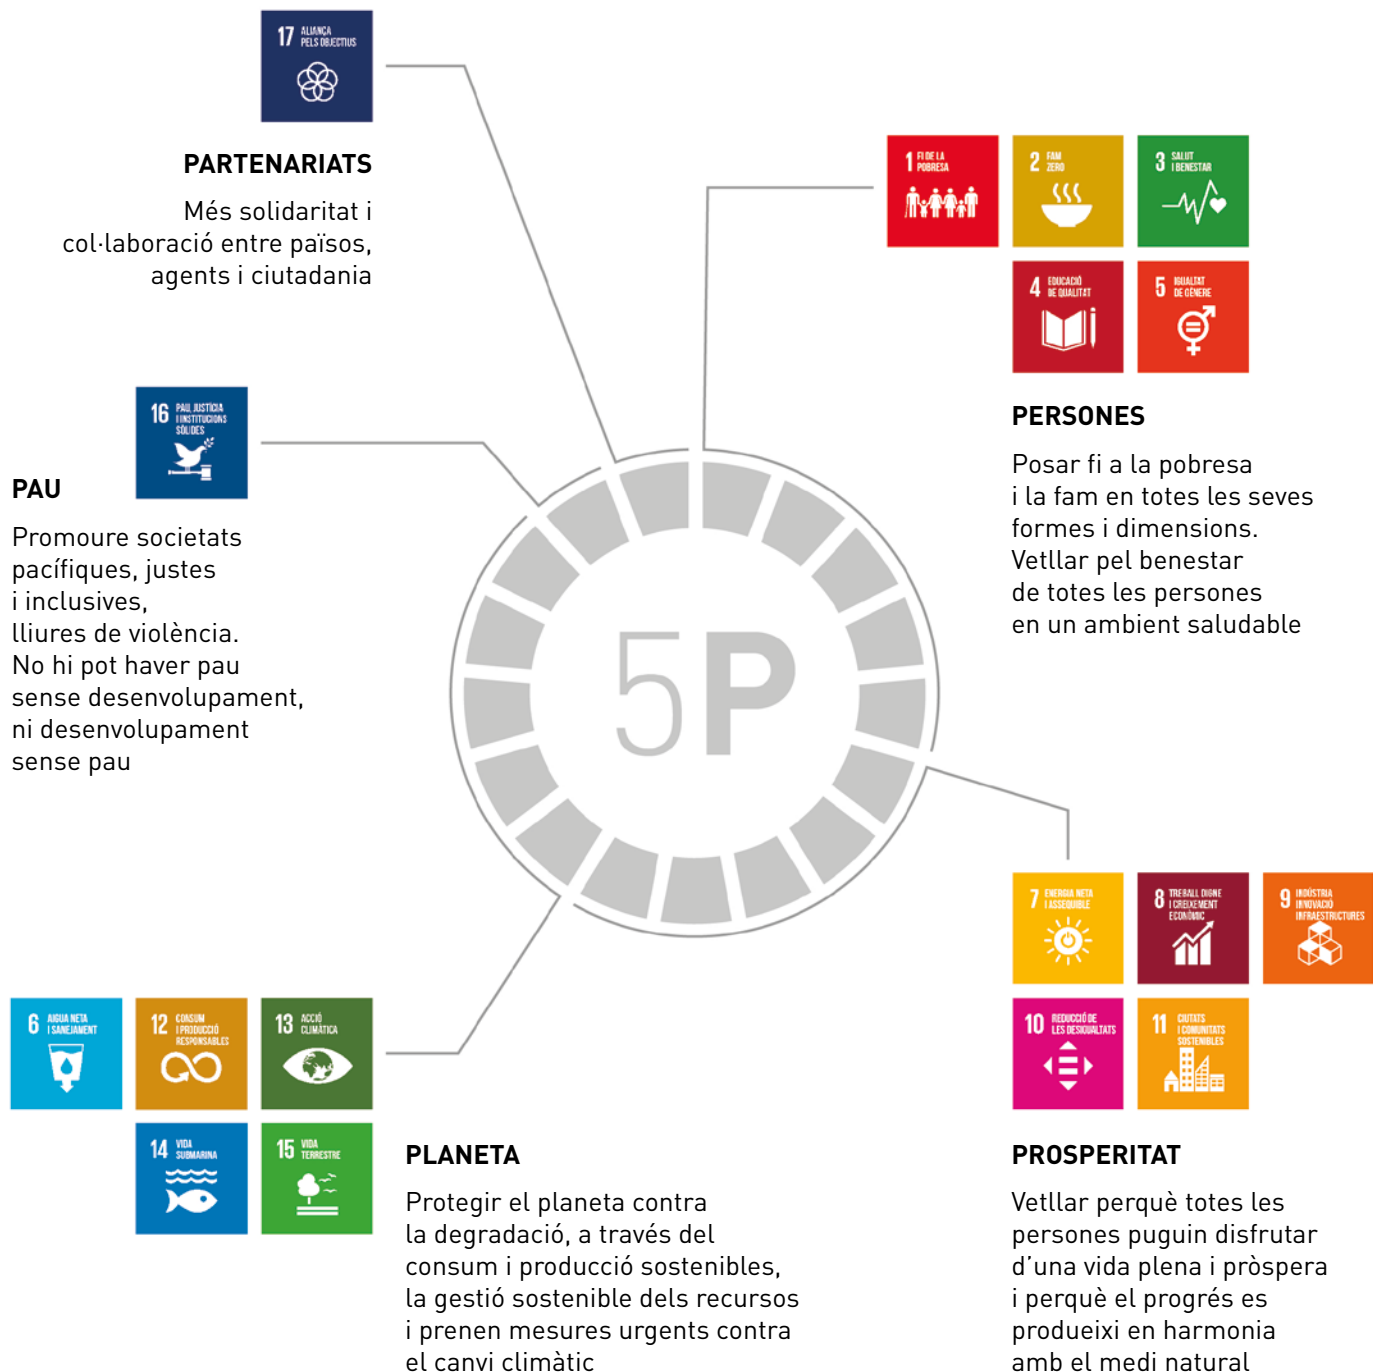 17 ALIANÇA
PELS OBJECTIUS
PARTENARIATS
Més solidaritat i
col·laboració entre països,
agents i ciutadania
1 FI DE LA
POBRESA
2 FAM
ZERO
3 SALUT
I BENESTAR
4 EDUCACIÓ
DE QUALITAT
5 IGUALTAT
DE GÈNERE
PERSONES
Posar fi a la pobresa
i la fam en totes les seves
formes i dimensions.
Vetllar pel benestar
de totes les persones
en un ambient saludable
16 PAU, JUSTÍCIA
I INSTITUCIONS
SÒLIDES
PAU
Promoure societats
pacífiques, justes
i inclusives,
lliures de violència.
No hi pot haver pau
sense desenvolupament,
ni desenvolupament
sense pau
5P
7 ENERGIA NETA
I ASSEQUIBLE
8 TREBALL DIGNE
I CREIXEMENT
ECONÒMIC
9 INDÚSTRIA
INNOVACIÓ
INFRAESTRUCTURES
10 REDUCCIÓ DE
LES DESIGUALTATS
11 CIUTATS
I COMUNITATS
SOSTENIBLES
PROSPERITAT
Vetllar perquè totes les
persones puguin disfrutar
d’una vida plena i pròspera
i perquè el progrés es
produeixi en harmonia
amb el medi natural
6 AIGUA NETA
I SANEJAMENT
12 CONSUM
I PRODUCCIÓ
RESPONSABLES
13 ACCIÓ
CLIMÀTICA
14 VIDA
SUBMARINA
15 VIDA
TERRESTRE
PLANETA
Protegir el planeta contra
la degradació, a través del
consum i producció sostenibles,
la gestió sostenible dels recursos
i prenen mesures urgents contra
el canvi climàtic